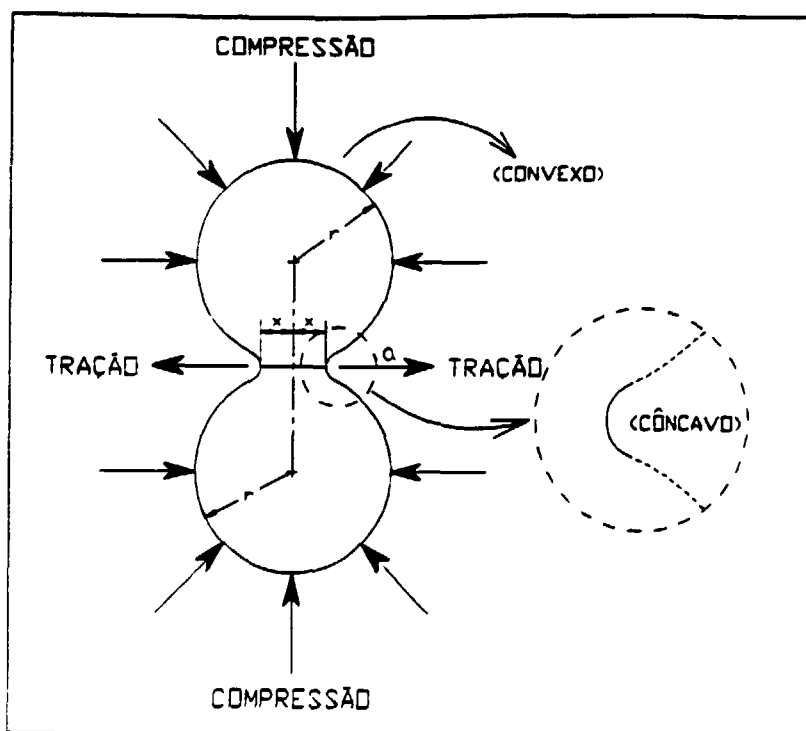 COMPRESSÃO
(CONVEXO)
r
x x
TRAÇÃO
a
TRAÇÃO
(CÔNCAVO)
r
COMPRESSÃO